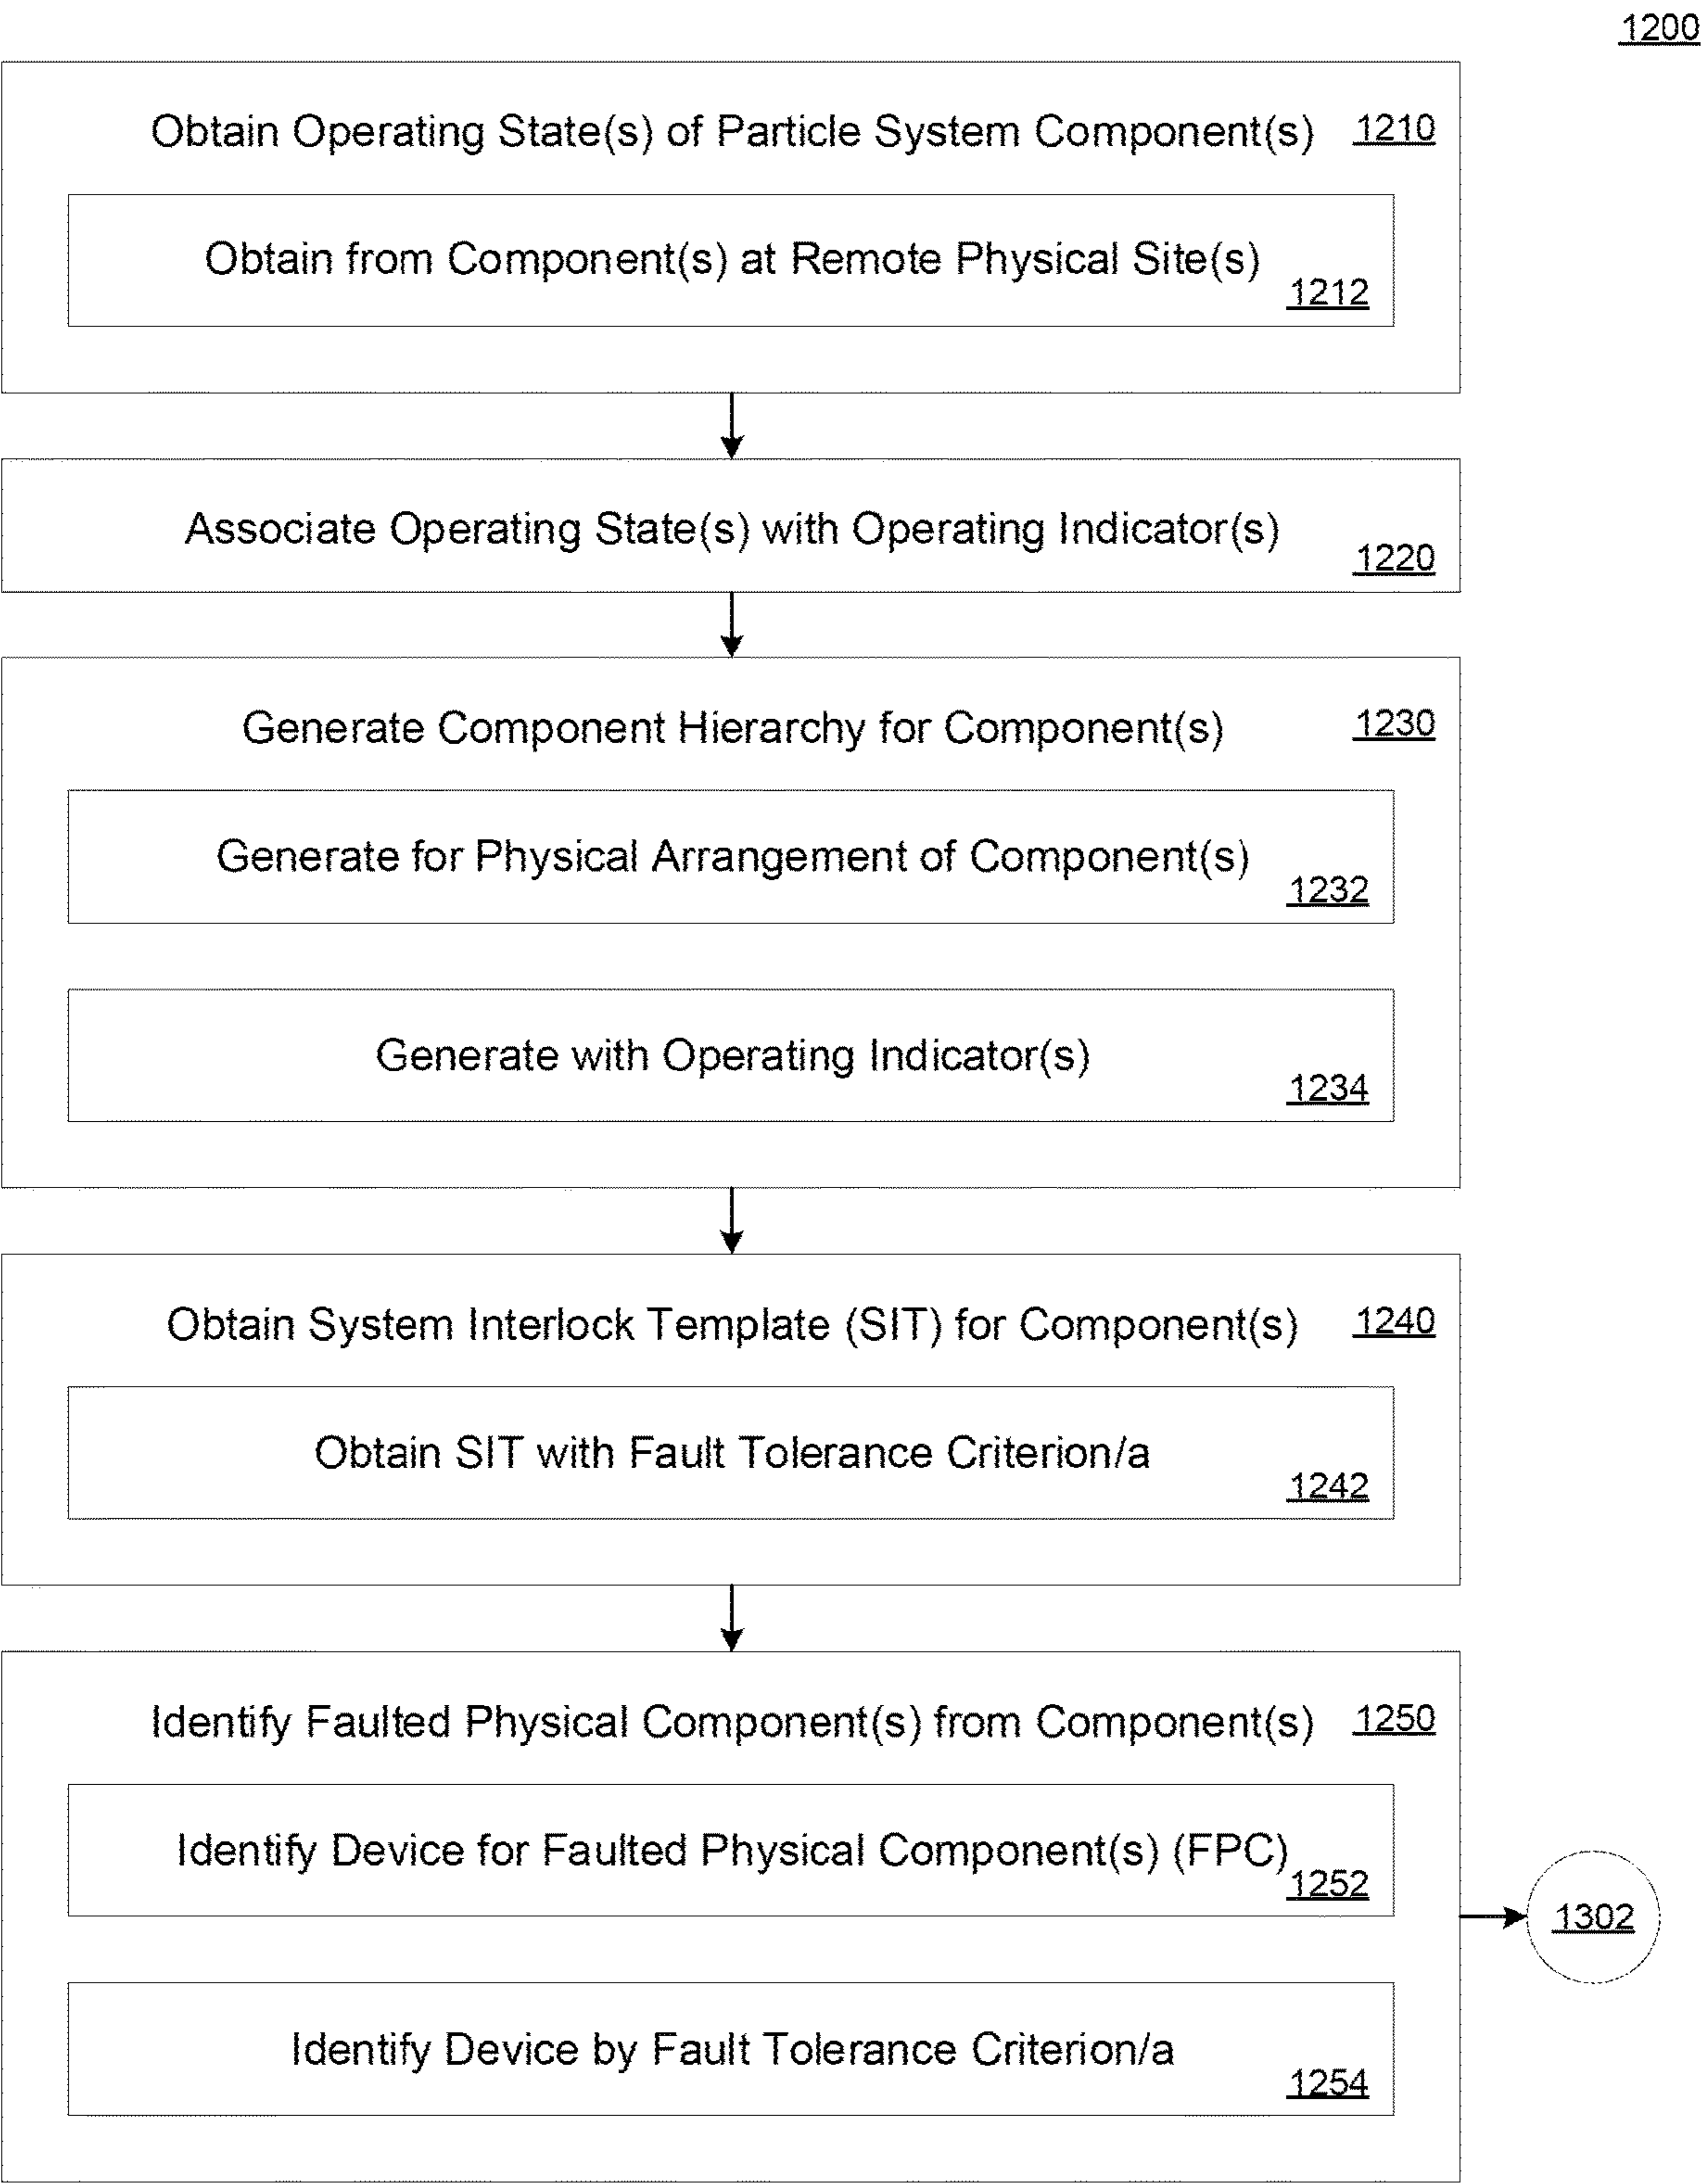 1200
Obtain Operating State(s) of Particle System Component(s) 1210
Obtain from Component(s) at Remote Physical Site(s)
1212
Associate Operating State(s) with Operating Indicator(s)
1220
Generate Component Hierarchy for Component(s) 1230
Generate for Physical Arrangement of Component(s)
1232
Generate with Operating Indicator(s)
1234
Obtain System Interlock Template (SIT) for Component(s) 1240
Obtain SIT with Fault Tolerance Criterion/a
1242
Identify Faulted Physical Component(s) from Component(s) 1250
Identify Device for Faulted Physical Component(s) (FPC)
1252
1302
Identify Device by Fault Tolerance Criterion/a
1254